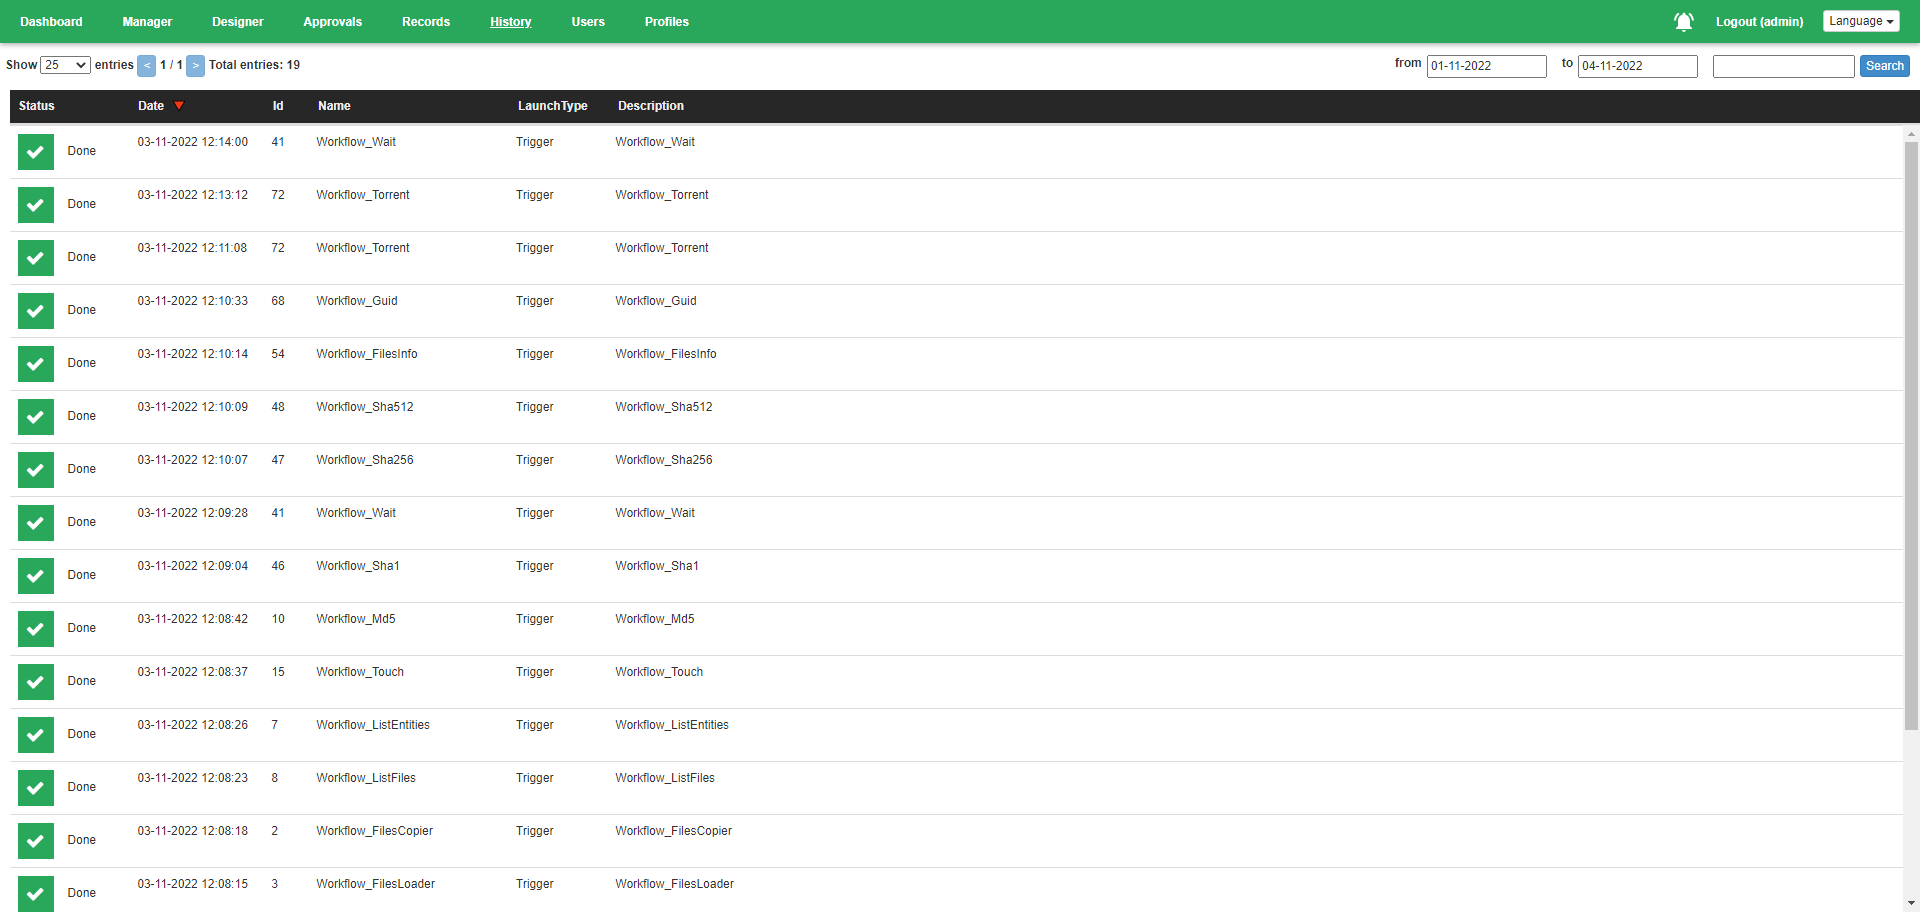 Dashboard Manager Designer Approvals Records History Users Profiles Logout (admin) Language
Show 25 entries < 1 / 1 > Total entries: 19 from 01-11-2022 to 04-11-2022 Search
Status Date Id Name LaunchType Description
Done 03-11-2022 12:14:00 41 Workflow_Wait Trigger Workflow_Wait
Done 03-11-2022 12:13:12 72 Workflow_Torrent Trigger Workflow_Torrent
Done 03-11-2022 12:11:08 72 Workflow_Torrent Trigger Workflow_Torrent
Done 03-11-2022 12:10:33 68 Workflow_Guid Trigger Workflow_Guid
Done 03-11-2022 12:10:14 54 Workflow_FilesInfo Trigger Workflow_FilesInfo
Done 03-11-2022 12:10:09 48 Workflow_Sha512 Trigger Workflow_Sha512
Done 03-11-2022 12:10:07 47 Workflow_Sha256 Trigger Workflow_Sha256
Done 03-11-2022 12:09:28 41 Workflow_Wait Trigger Workflow_Wait
Done 03-11-2022 12:09:04 46 Workflow_Sha1 Trigger Workflow_Sha1
Done 03-11-2022 12:08:42 10 Workflow_Md5 Trigger Workflow_Md5
Done 03-11-2022 12:08:37 15 Workflow_Touch Trigger Workflow_Touch
Done 03-11-2022 12:08:26 7 Workflow_ListEntities Trigger Workflow_ListEntities
Done 03-11-2022 12:08:23 8 Workflow_ListFiles Trigger Workflow_ListFiles
Done 03-11-2022 12:08:18 2 Workflow_FilesCopier Trigger Workflow_FilesCopier
Done 03-11-2022 12:08:15 3 Workflow_FilesLoader Trigger Workflow_FilesLoader